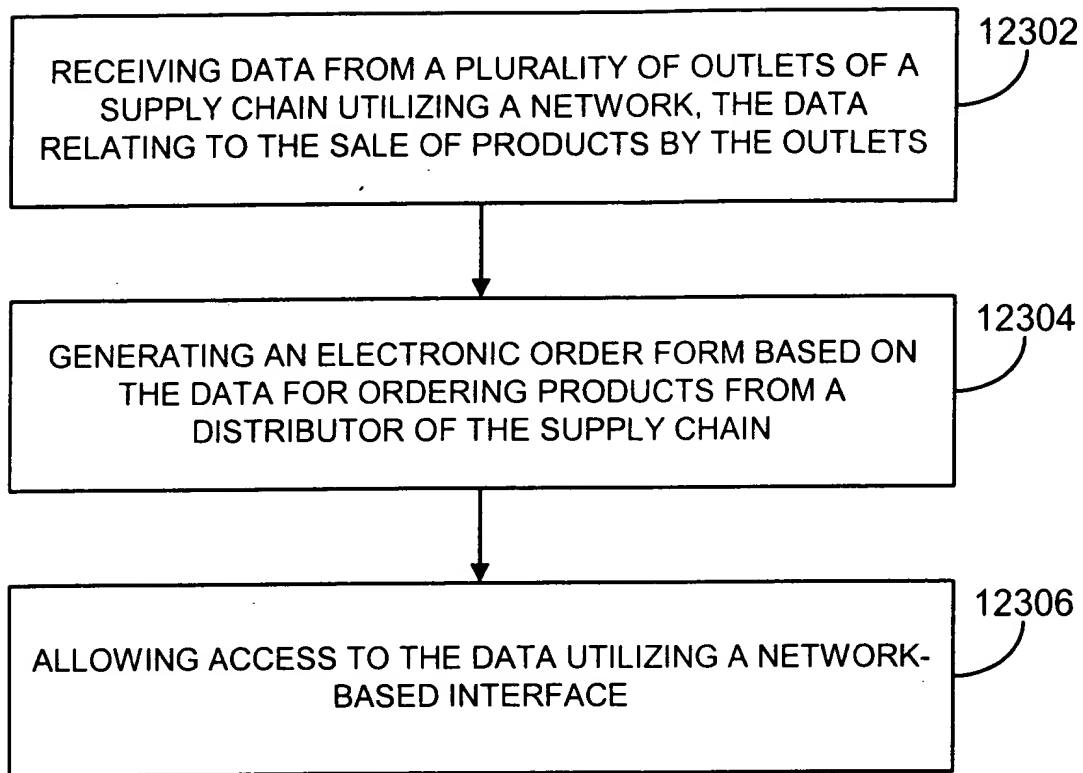 12302
RECEIVING DATA FROM A PLURALITY OF OUTLETS OF A
SUPPLY CHAIN UTILIZING A NETWORK, THE DATA
RELATING TO THE SALE OF PRODUCTS BY THE OUTLETS
12304
GENERATING AN ELECTRONIC ORDER FORM BASED ON
THE DATA FOR ORDERING PRODUCTS FROM A
DISTRIBUTOR OF THE SUPPLY CHAIN
12306
ALLOWING ACCESS TO THE DATA UTILIZING A NETWORK-
BASED INTERFACE